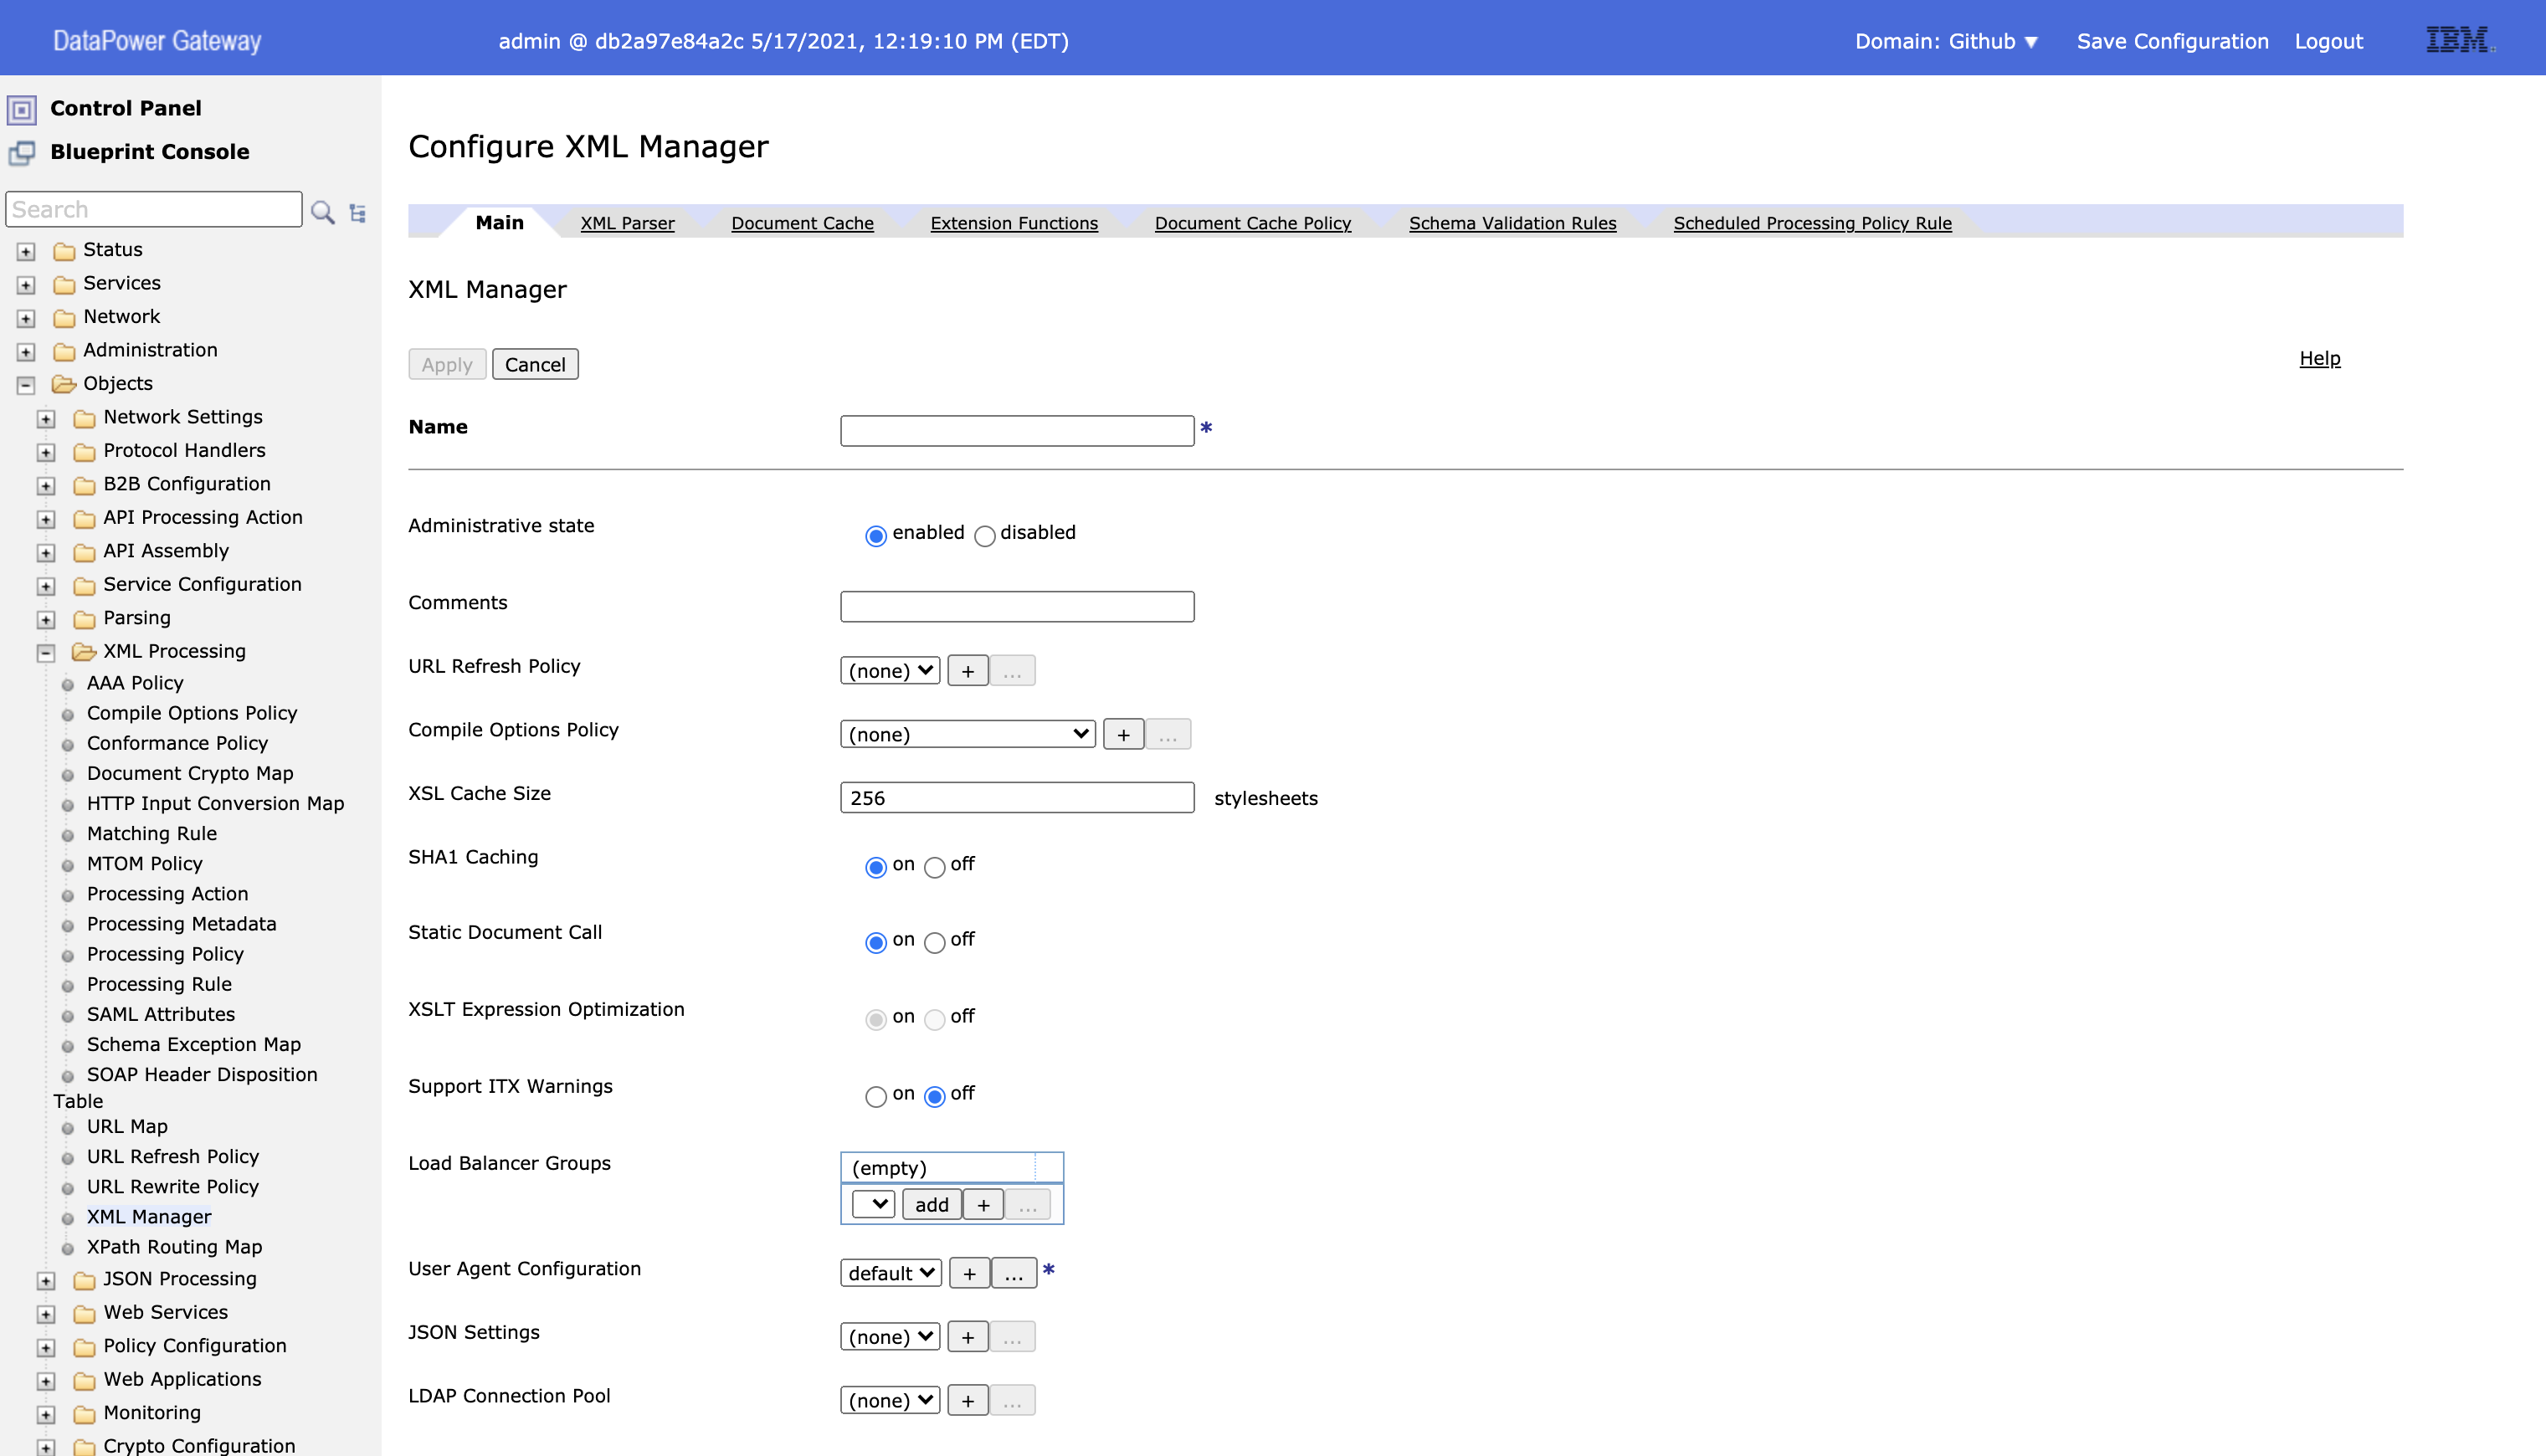 DataPower Gateway
admin @ db2a97e84a2c 5/17/2021, 12:19:10 PM (EDT)
Domain: Github ▼
Save Configuration
Logout
IBM
Control Panel
Blueprint Console
Search
Status
Services
Network
Administration
Objects
Network Settings
Protocol Handlers
B2B Configuration
API Processing Action
API Assembly
Service Configuration
Parsing
XML Processing
AAA Policy
Compile Options Policy
Conformance Policy
Document Crypto Map
HTTP Input Conversion Map
Matching Rule
MTOM Policy
Processing Action
Processing Metadata
Processing Policy
Processing Rule
SAML Attributes
Schema Exception Map
SOAP Header Disposition
Table
URL Map
URL Refresh Policy
URL Rewrite Policy
XML Manager
XPath Routing Map
JSON Processing
Web Services
Policy Configuration
Web Applications
Monitoring
Crypto Configuration
Configure XML Manager
Main XML Parser Document Cache Extension Functions Document Cache Policy Schema Validation Rules Scheduled Processing Policy Rule
XML Manager
Apply Cancel Help
Name *
Administrative state enabled disabled
Comments
URL Refresh Policy (none) + ...
Compile Options Policy (none) + ...
XSL Cache Size 256 stylesheets
SHA1 Caching on off
Static Document Call on off
XSLT Expression Optimization on off
Support ITX Warnings on off
Load Balancer Groups (empty)
add + ...
User Agent Configuration default + ... *
JSON Settings (none) + ...
LDAP Connection Pool (none) + ...